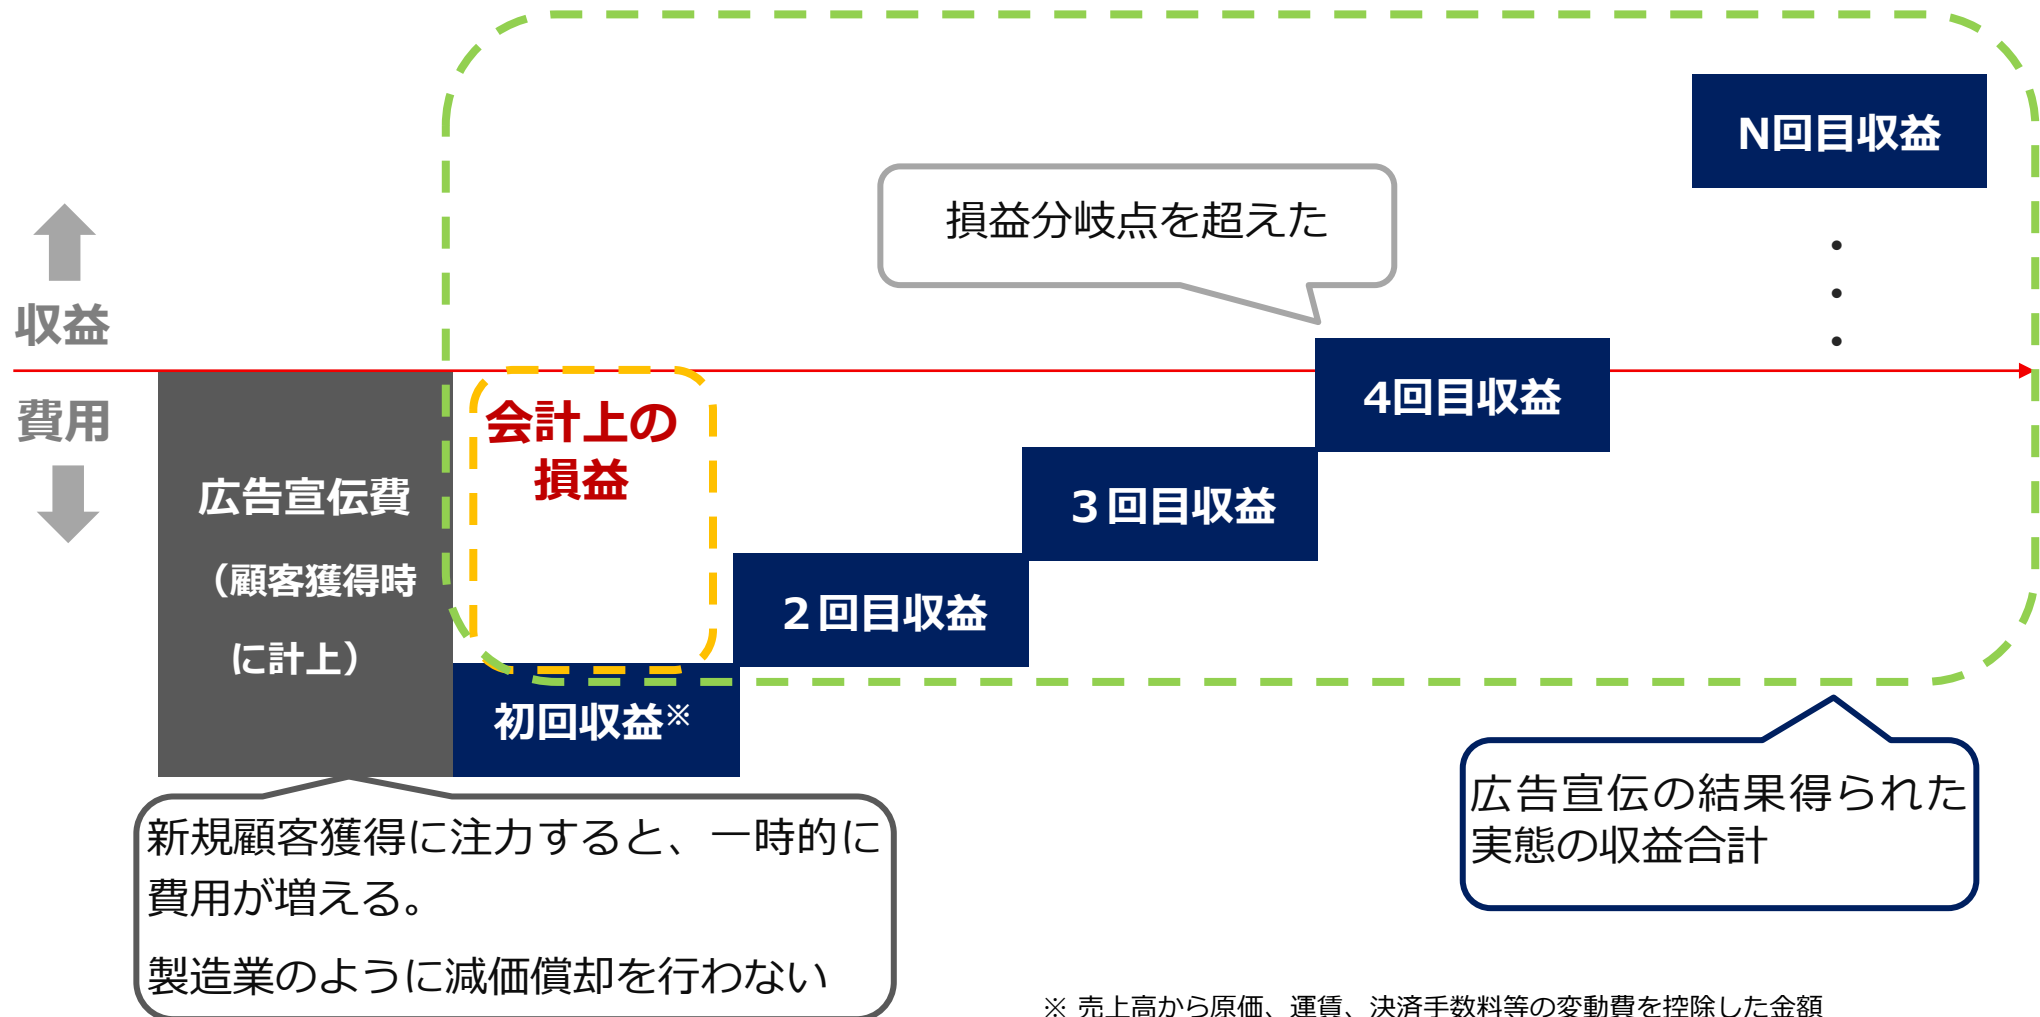 N回目収益
損益分岐点を超えた
・
・
・
収益
費用
4回目収益
会計上の
損益
広告宣伝費
（顧客獲得時
に計上）
３回目収益
２回目収益
初回収益※
広告宣伝の結果得られた
実態の収益合計
新規顧客獲得に注力すると、一時的に
費用が増える。
製造業のように減価償却を行わない
※ 売上高から原価、運賃、決済手数料等の変動費を控除した金額